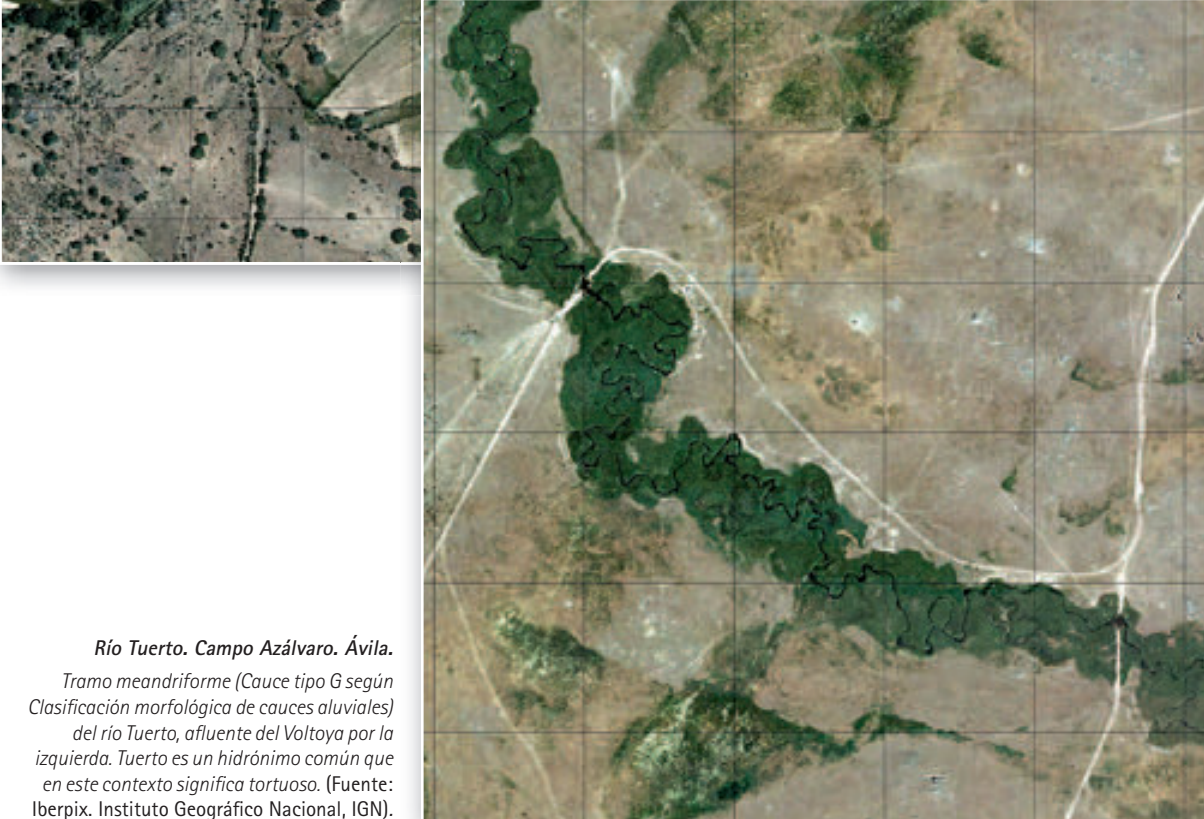 Río Tuerto. Campo Azálvaro. Ávila.
Tramo meandriforme (Cauce tipo G según
Clasificación morfológica de cauces aluviales)
del río Tuerto, afluente del Voltoya por la
izquierda. Tuerto es un hidrónimo común que
en este contexto significa tortuoso. (Fuente:
Iberpix. Instituto Geográfico Nacional, IGN).